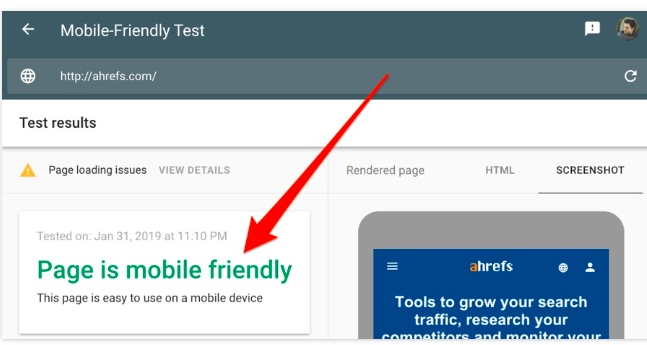 Mobile-Friendly Test
http://ahrefs.com/
Test results
Page loading issues VIEW DETAILS
Rendered page HTML SCREENSHOT
Tested on: Jan 31, 2019 at 11:10 PM
Page is mobile friendly
This page is easy to use on a mobile device
ahrefs
Tools to grow your search
traffic, research your
competitors and monitor your